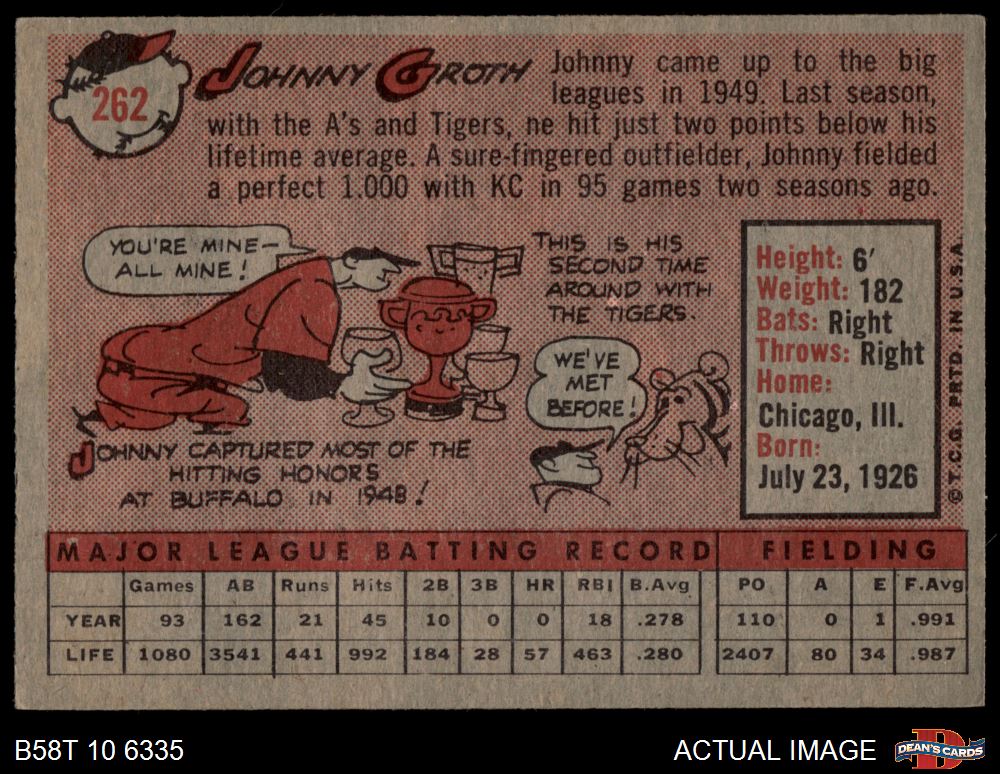 262
JOHNNY GROTH
Johnny came up to the big
leagues in 1949. Last season,
with the A's and Tigers, ne hit just two points below his
lifetime average. A sure-fingered outfielder, Johnny fielded
a perfect 1.000 with KC in 95 games two seasons ago.
YOU'RE MINE—
ALL MINE!
JOHNNY CAPTURED MOST OF THE
HITTING HONORS
AT BUFFALO IN 1948!
THIS IS HIS
SECOND TIME
AROUND WITH
THE TIGERS.
WE'VE
MET
BEFORE!
Height: 6'
Weight: 182
Bats: Right
Throws: Right
Home:
Chicago, Ill.
Born:
July 23, 1926
© T.C.G. PRTD. IN U.S.A.
MAJOR LEAGUE BATTING RECORD FIELDING
Games AB Runs Hits 2B 3B HR RBI B.Avg PO A E F.Avg
YEAR 93 162 21 45 10 0 0 18 .278 110 0 1 .991
LIFE 1080 3541 441 992 184 28 57 463 .280 2407 80 34 .987
B58T 10 6335
ACTUAL IMAGE
D
DEAN'S CARDS